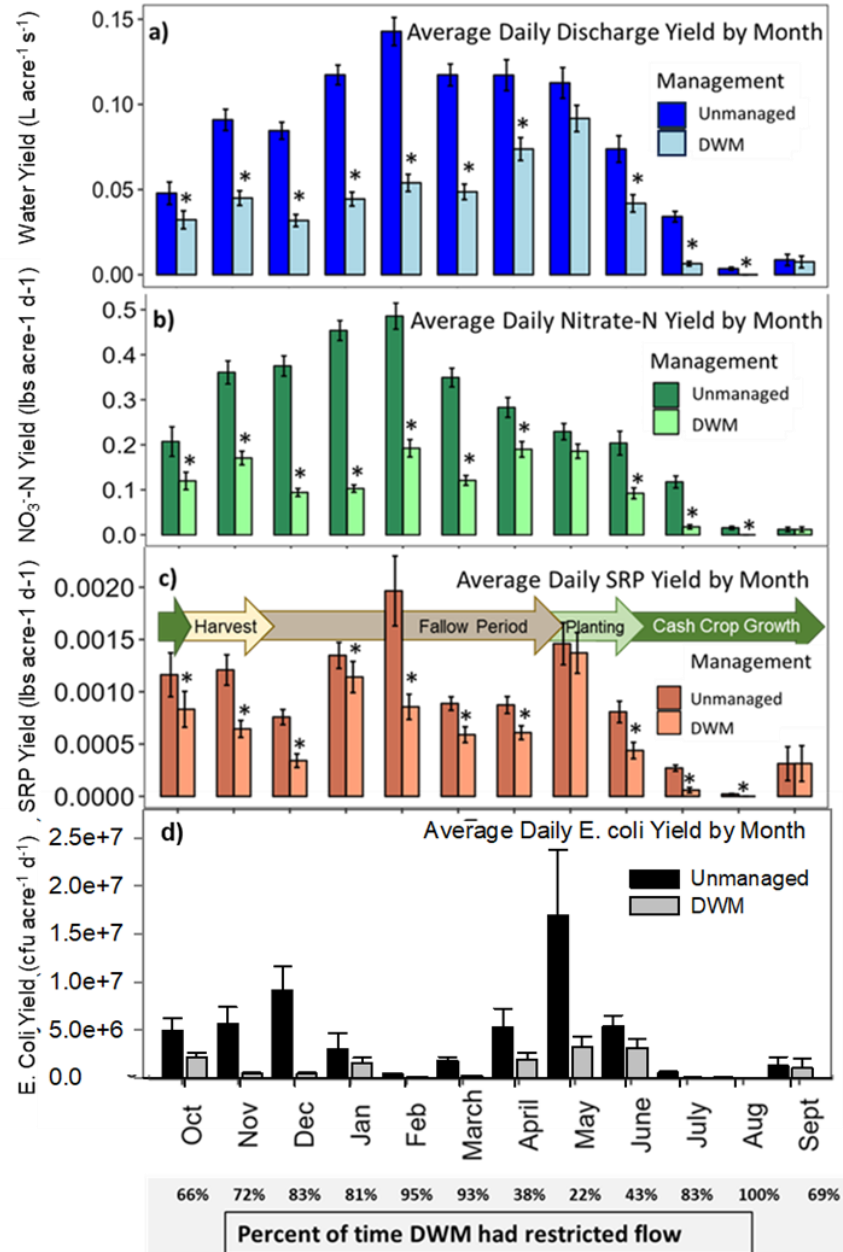 a) Average Daily Discharge Yield by Month
Water Yield (L acre⁻¹ s⁻¹)
0.15
0.10
0.05
0.00
Management
Unmanaged
DWM
* * * * * * * * * *
b) Average Daily Nitrate-N Yield by Month
NO₃-N Yield (lbs acre-1 d-1)
0.5
0.4
0.3
0.2
0.1
0.0
Management
Unmanaged
DWM
* * * * * * * * * *
c) Average Daily SRP Yield by Month
, SRP Yield (lbs acre-1 d-1)
0.0020
0.0015
0.0010
0.0005
0.0000
Harvest Fallow Period Planting Cash Crop Growth
Management
Unmanaged
DWM
* * * * * * * * * *
d) Average Daily E. coli Yield by Month
E. Coli Yield (cfu acre⁻¹ d⁻¹)
2.5e+7
2.0e+7
1.5e+7
1.0e+7
5.0e+6
0.0
Unmanaged
DWM
Oct Nov Dec Jan Feb March April May June July Aug Sept
66% 72% 83% 81% 95% 93% 38% 22% 43% 83% 100% 69%
Percent of time DWM had restricted flow